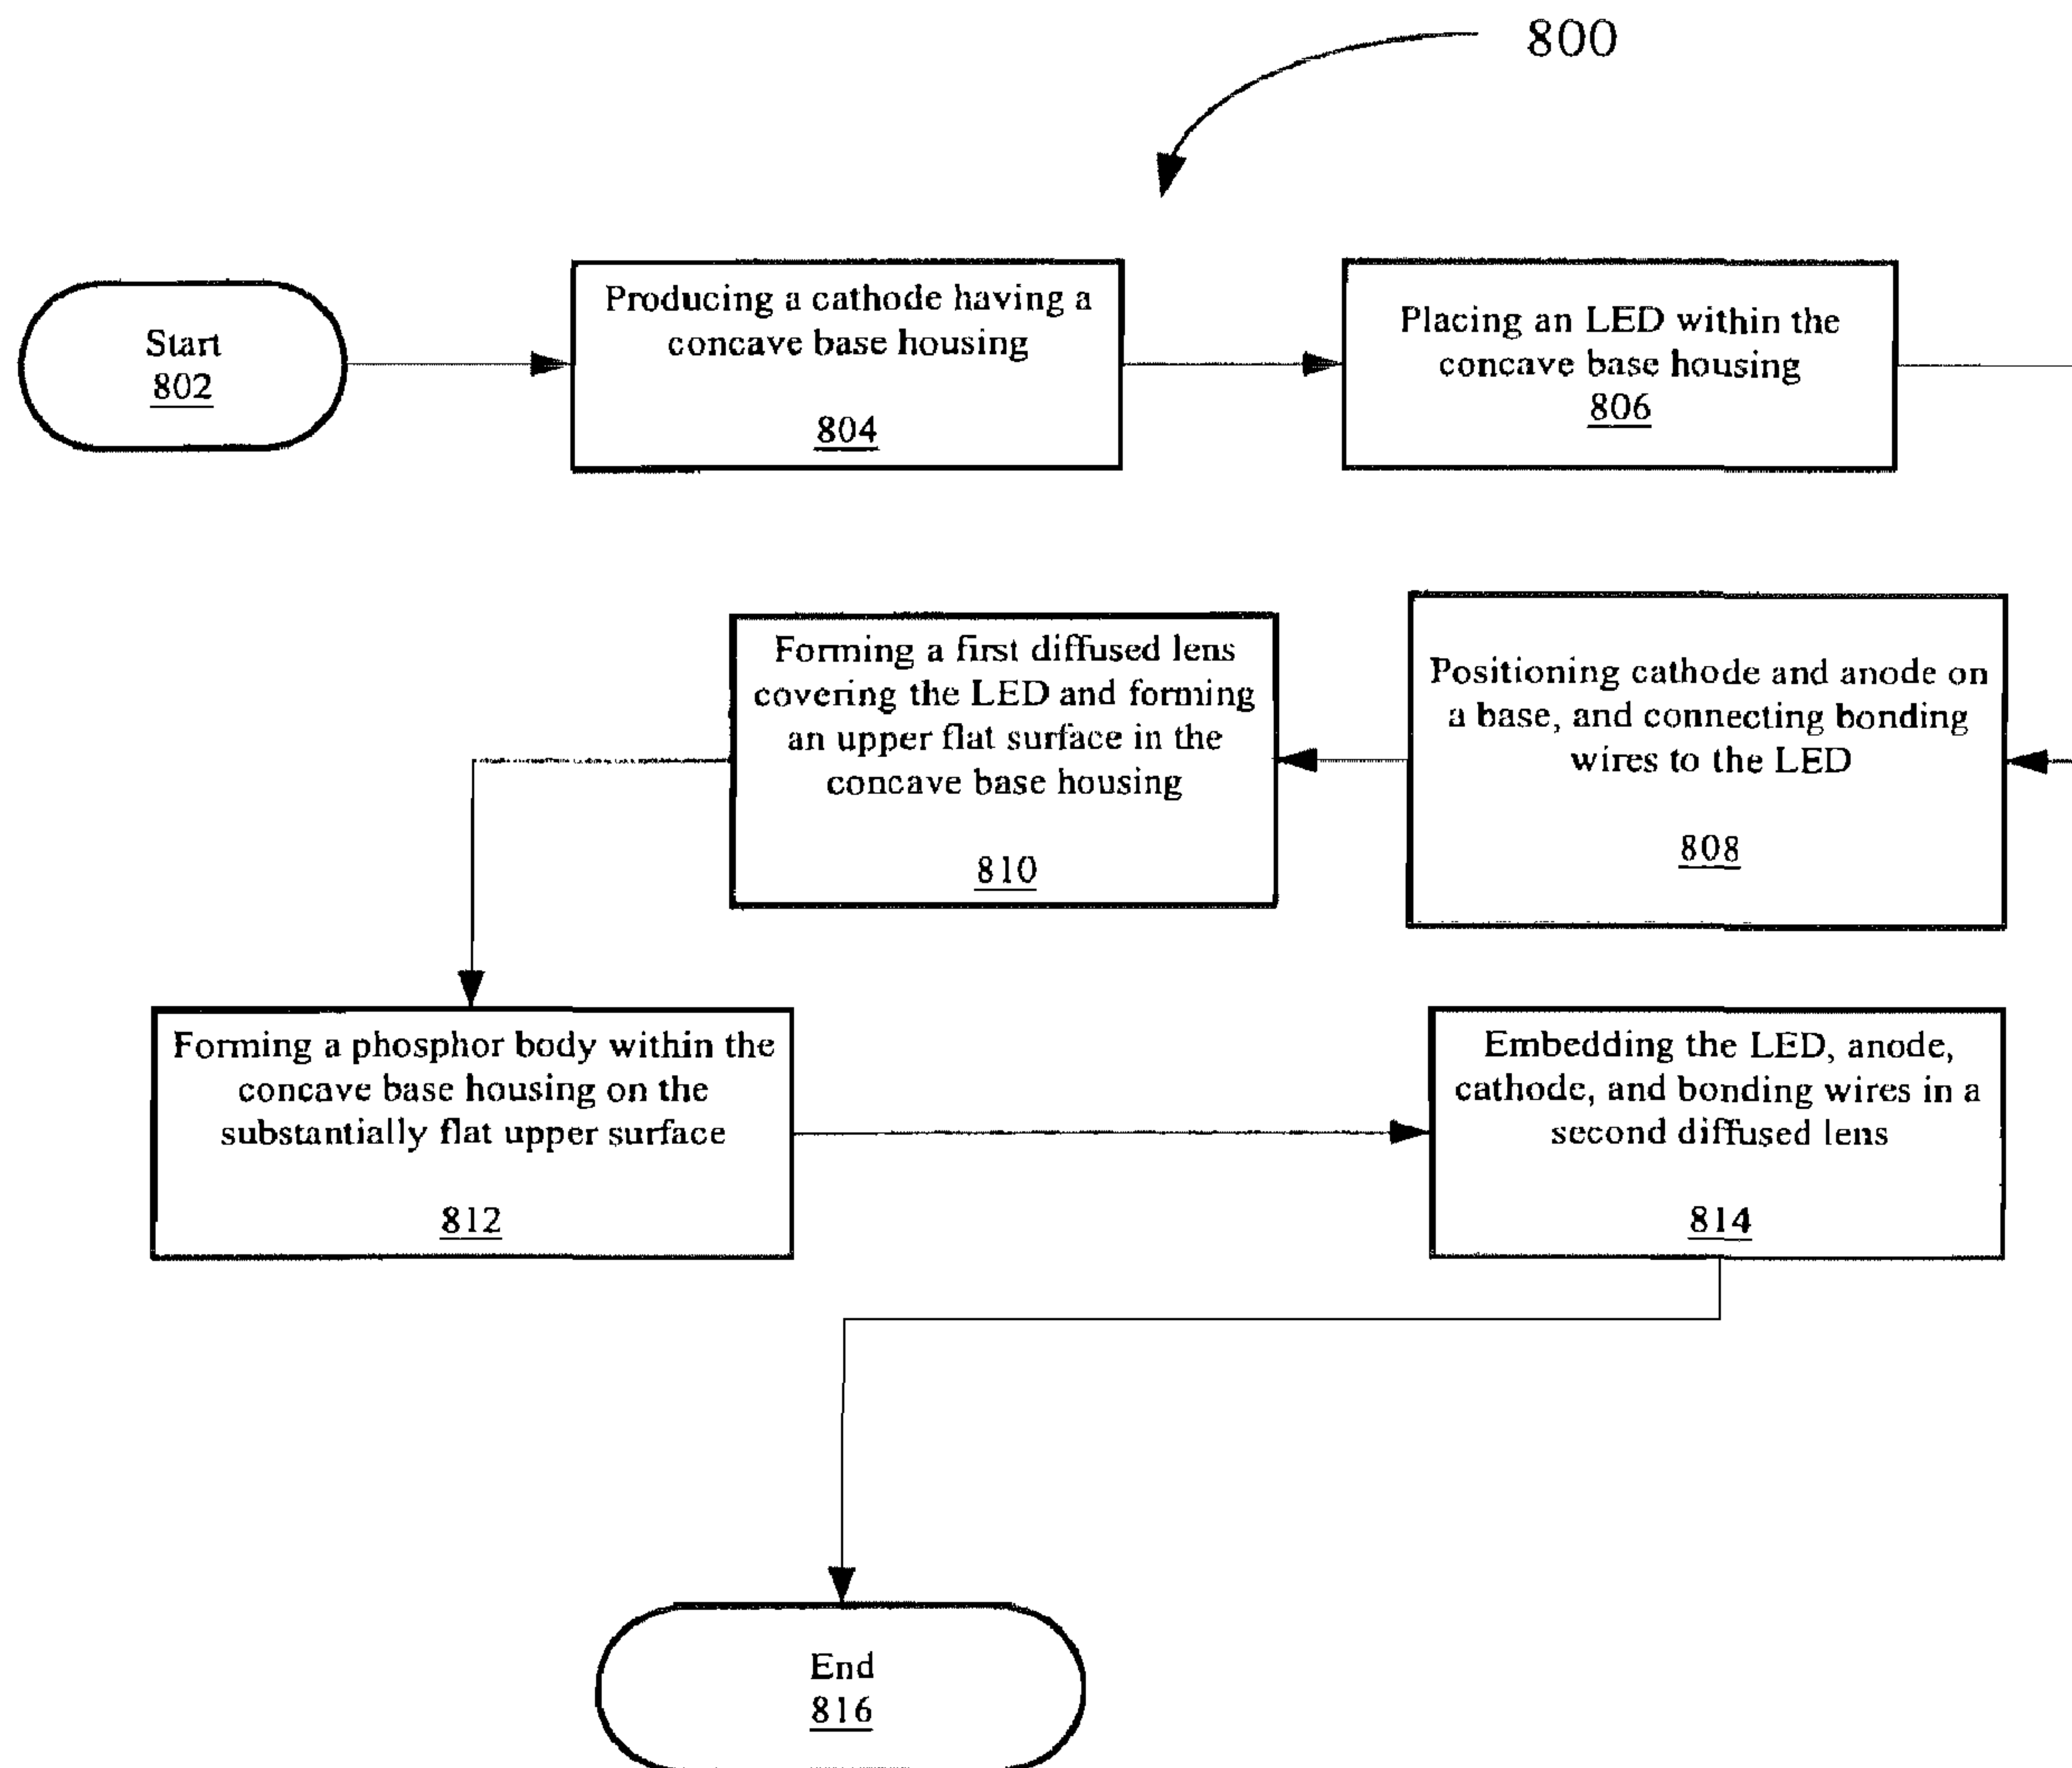 800
Start
802
Producing a cathode having a
concave base housing
804
Placing an LED within the
concave base housing
806
Positioning cathode and anode on
a base, and connecting bonding
wires to the LED
808
Forming a first diffused lens
covering the LED and forming
an upper flat surface in the
concave base housing
810
Forming a phosphor body within the
concave base housing on the
substantially flat upper surface
812
Embedding the LED, anode,
cathode, and bonding wires in a
second diffused lens
814
End
816